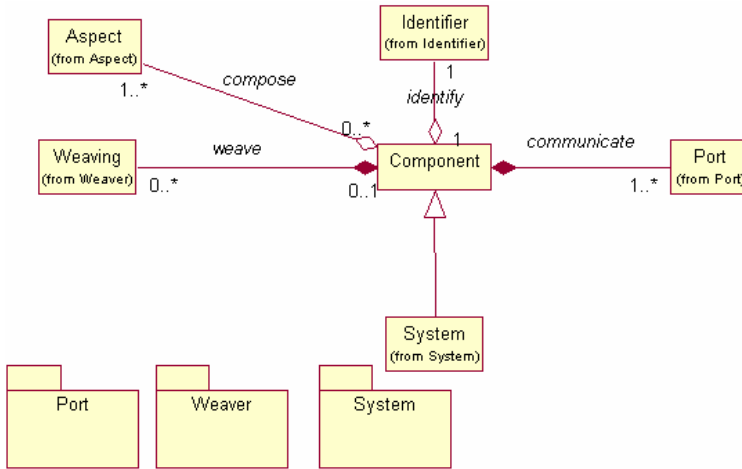 Aspect
(from Aspect)
1..*
compose
0..*
Identifier
(from Identifier)
1
identify
1
Weaving
(from Weaver)
0..*
weave
0..1
Component
communicate
Port
(from Port)
1..*
System
(from System)
Port
Weaver
System